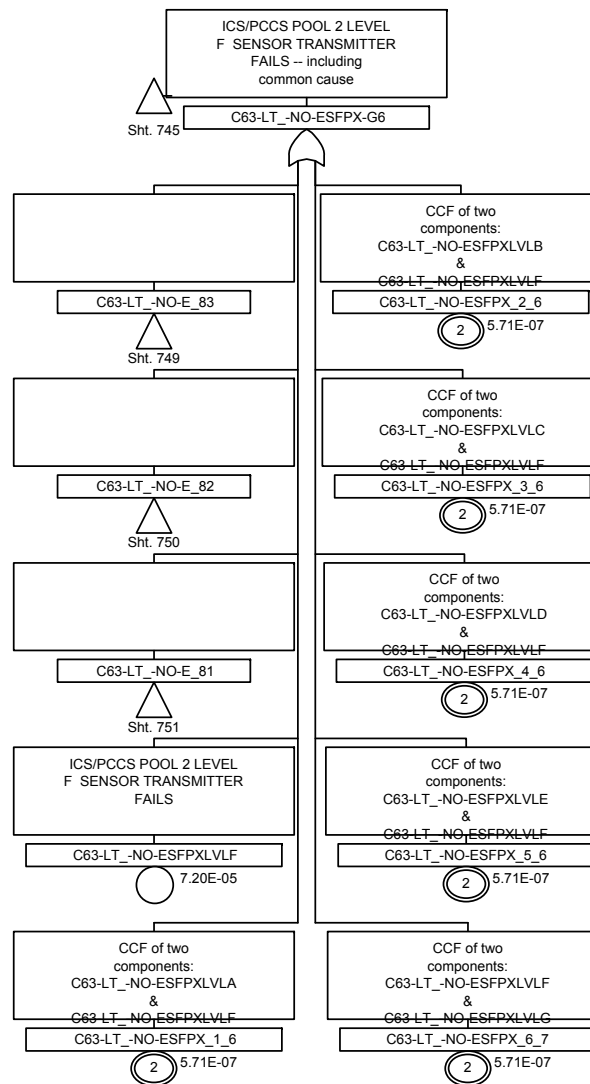 ICS/PCCS POOL 2 LEVEL
F  SENSOR TRANSMITTER
FAILS -- including
common cause
C63-LT_-NO-ESFPX-G6
Sht. 745
C63-LT_-NO-E_83
Sht. 749
CCF of two
components:
C63-LT_-NO-ESFPXLVLB
&
C63-LT_-NO-ESFPXLVLF
C63-LT_-NO-ESFPX_2_6
2
5.71E-07
C63-LT_-NO-E_82
Sht. 750
CCF of two
components:
C63-LT_-NO-ESFPXLVLC
&
C63-LT_-NO-ESFPXLVLF
C63-LT_-NO-ESFPX_3_6
2
5.71E-07
C63-LT_-NO-E_81
Sht. 751
CCF of two
components:
C63-LT_-NO-ESFPXLVLD
&
C63-LT_-NO-ESFPXLVLF
C63-LT_-NO-ESFPX_4_6
2
5.71E-07
ICS/PCCS POOL 2 LEVEL
F  SENSOR TRANSMITTER
FAILS
C63-LT_-NO-ESFPXLVLF
7.20E-05
CCF of two
components:
C63-LT_-NO-ESFPXLVLE
&
C63-LT_-NO-ESFPXLVLF
C63-LT_-NO-ESFPX_5_6
2
5.71E-07
CCF of two
components:
C63-LT_-NO-ESFPXLVLA
&
C63-LT_-NO-ESFPXLVLF
C63-LT_-NO-ESFPX_1_6
2
5.71E-07
CCF of two
components:
C63-LT_-NO-ESFPXLVLF
&
C63-LT_-NO-ESFPXLVLG
C63-LT_-NO-ESFPX_6_7
2
5.71E-07